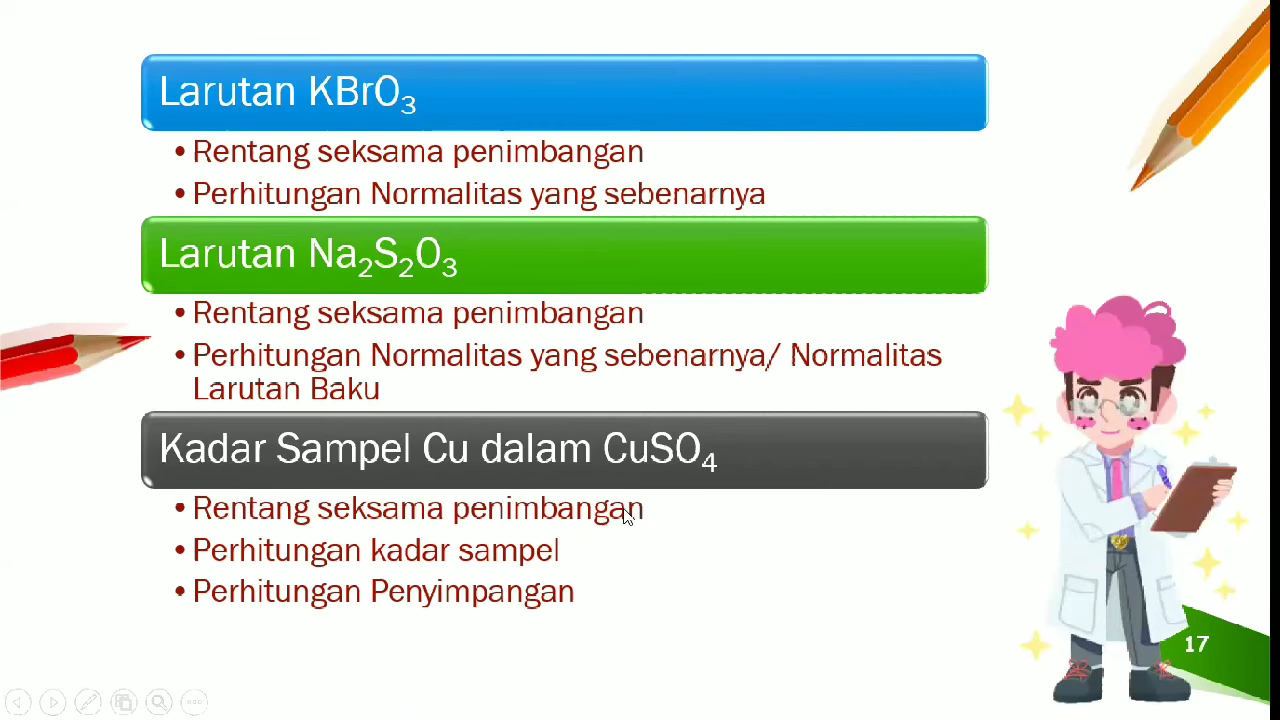 Larutan KBrO₃
• Rentang seksama penimbangan
• Perhitungan Normalitas yang sebenarnya
Larutan Na₂S₂O₃
• Rentang seksama penimbangan
• Perhitungan Normalitas yang sebenarnya/ Normalitas
Larutan Baku
Kadar Sampel Cu dalam CuSO₄
• Rentang seksama penimbangan
• Perhitungan kadar sampel
• Perhitungan Penyimpangan
17